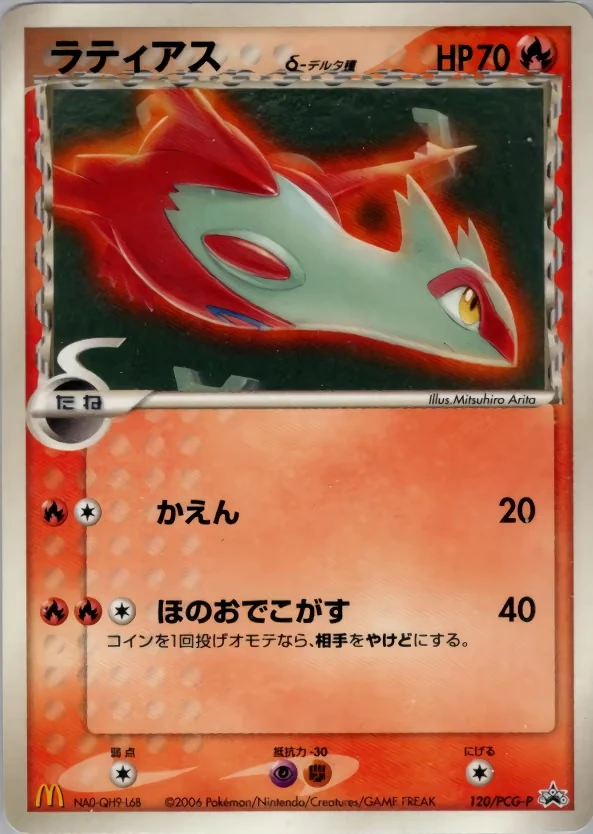 ラティアス δ-デルタ種 HP70
δ
たね
Illus. Mitsuhiro Arita
かえん 20
ほのおでこがす 40
コインを1回投げオモテなら、相手をやけどにする。
弱点 抵抗力 -30 にげる
M NA0-QH9-L6B ©2006 Pokémon/Nintendo/Creatures/GAME FREAK 120/PCG-P